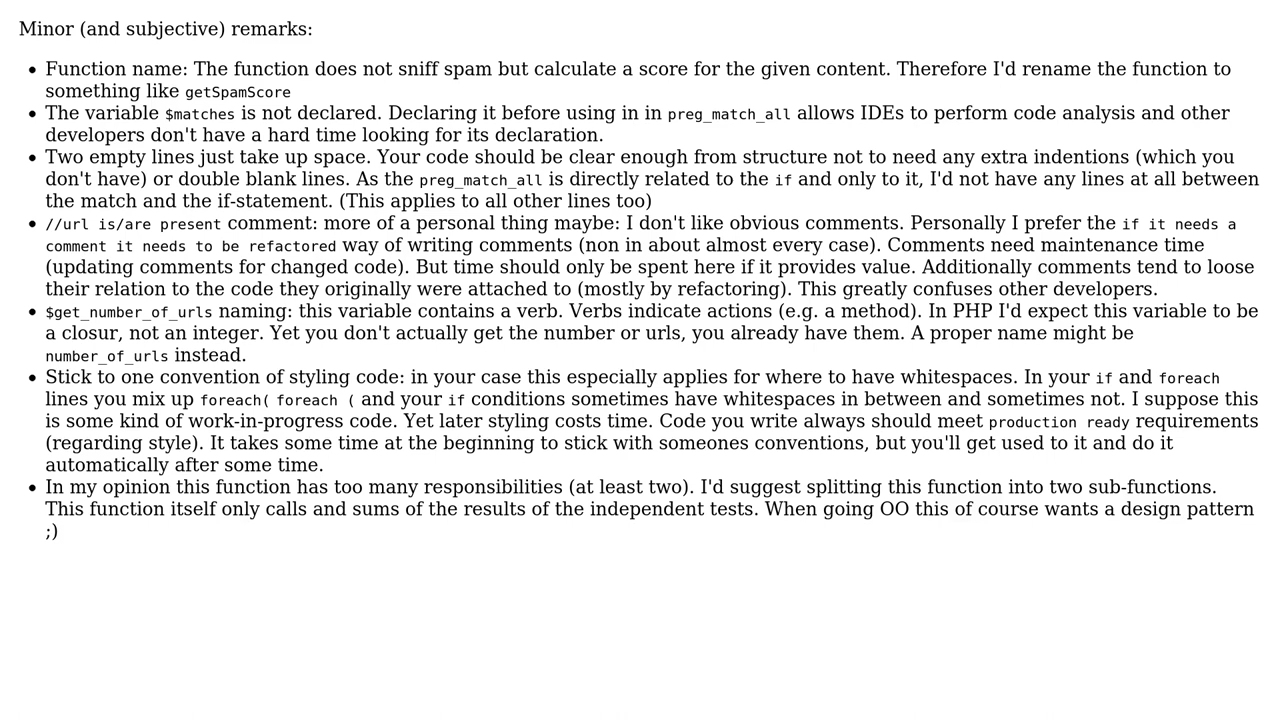 Minor (and subjective) remarks:
• Function name: The function does not sniff spam but calculate a score for the given content. Therefore I'd rename the function to
something like getSpamScore
• The variable $matches is not declared. Declaring it before using in in preg_match_all allows IDEs to perform code analysis and other
developers don't have a hard time looking for its declaration.
• Two empty lines just take up space. Your code should be clear enough from structure not to need any extra indentions (which you
don't have) or double blank lines. As the preg_match_all is directly related to the if and only to it, I'd not have any lines at all between
the match and the if-statement. (This applies to all other lines too)
• //url is/are present comment: more of a personal thing maybe: I don't like obvious comments. Personally I prefer the if it needs a
comment it needs to be refactored way of writing comments (non in about almost every case). Comments need maintenance time
(updating comments for changed code). But time should only be spent here if it provides value. Additionally comments tend to loose
their relation to the code they originally were attached to (mostly by refactoring). This greatly confuses other developers.
• $get_number_of_urls naming: this variable contains a verb. Verbs indicate actions (e.g. a method). In PHP I'd expect this variable to be
a closur, not an integer. Yet you don't actually get the number or urls, you already have them. A proper name might be
number_of_urls instead.
• Stick to one convention of styling code: in your case this especially applies for where to have whitespaces. In your if and foreach
lines you mix up foreach( foreach ( and your if conditions sometimes have whitespaces in between and sometimes not. I suppose this
is some kind of work-in-progress code. Yet later styling costs time. Code you write always should meet production ready requirements
(regarding style). It takes some time at the beginning to stick with someones conventions, but you'll get used to it and do it
automatically after some time.
• In my opinion this function has too many responsibilities (at least two). I'd suggest splitting this function into two sub-functions.
This function itself only calls and sums of the results of the independent tests. When going OO this of course wants a design pattern
;)